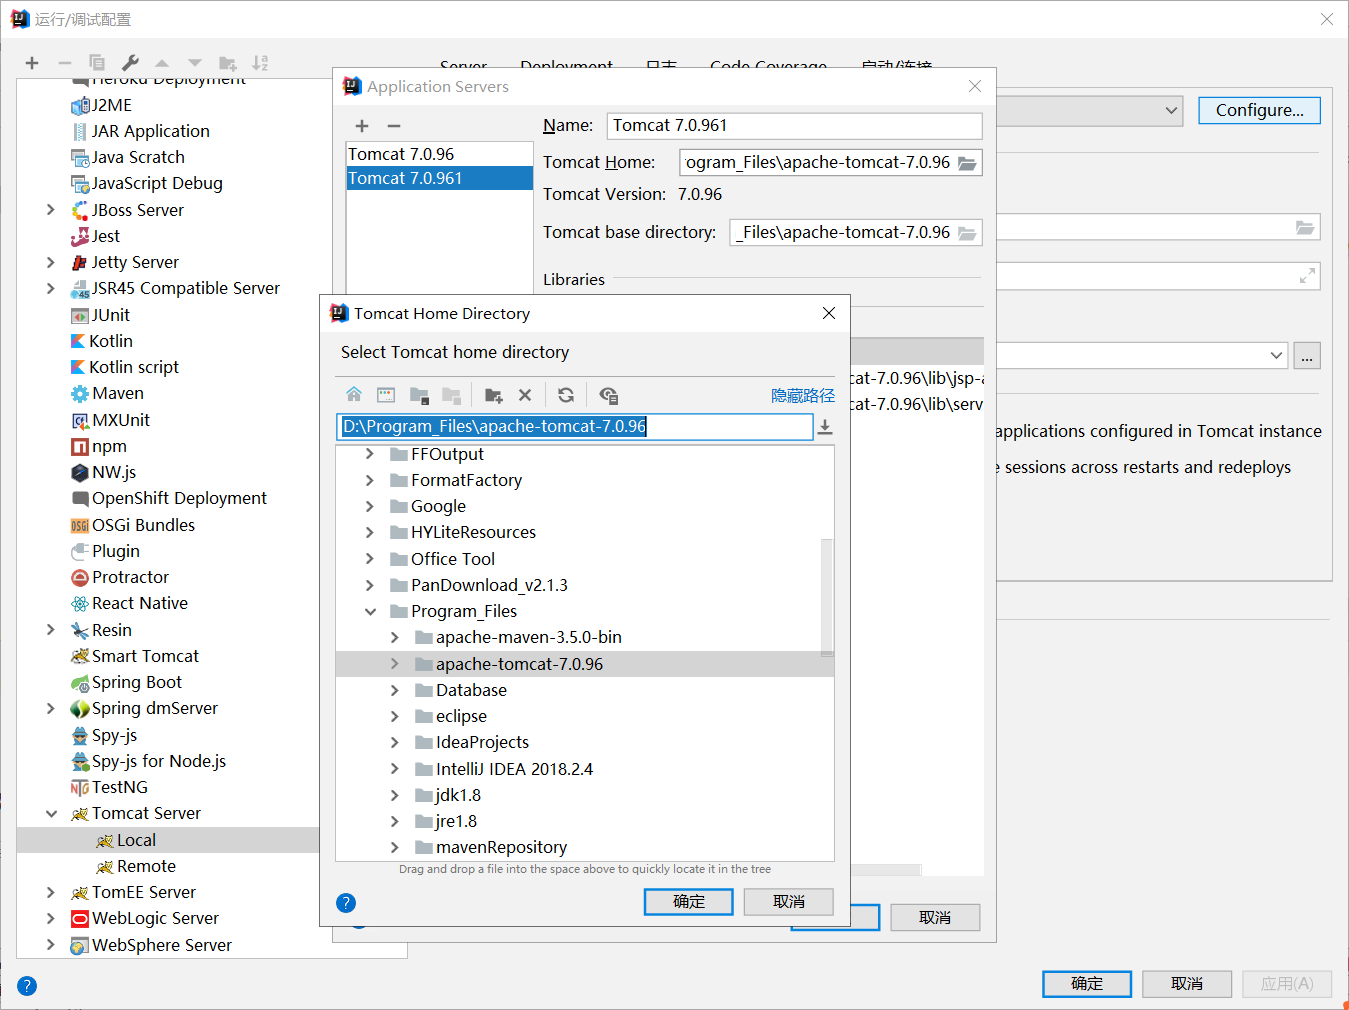 运行/调试配置
Server
Deployment
日志
Code Coverage
启动/连接
Heroku Deployment
J2ME
JAR Application
Java Scratch
JavaScript Debug
JBoss Server
Jest
Jetty Server
JSR45 Compatible Server
JUnit
Kotlin
Kotlin script
Maven
MXUnit
npm
NW.js
OpenShift Deployment
OSGi Bundles
Plugin
Protractor
React Native
Resin
Smart Tomcat
Spring Boot
Spring dmServer
Spy-js
Spy-js for Node.js
TestNG
Tomcat Server
Local
Remote
TomEE Server
WebLogic Server
WebSphere Server
Application Servers
Tomcat 7.0.96
Tomcat 7.0.961
Name: Tomcat 7.0.961
Tomcat Home: ogram_Files\apache-tomcat-7.0.96
Tomcat Version: 7.0.96
Tomcat base directory: _Files\apache-tomcat-7.0.96
Libraries
cat-7.0.96\lib\jsp-a
cat-7.0.96\lib\serv
取消
Configure...
...
applications configured in Tomcat instance
e sessions across restarts and redeploys
Tomcat Home Directory
Select Tomcat home directory
隐藏路径
D:\Program_Files\apache-tomcat-7.0.96
FFOutput
FormatFactory
Google
HYLiteResources
Office Tool
PanDownload_v2.1.3
Program_Files
apache-maven-3.5.0-bin
apache-tomcat-7.0.96
Database
eclipse
IdeaProjects
IntelliJ IDEA 2018.2.4
jdk1.8
jre1.8
mavenRepository
Drag and drop a file into the space above to quickly locate it in the tree
? 确定 取消
? 确定 取消 应用(A)